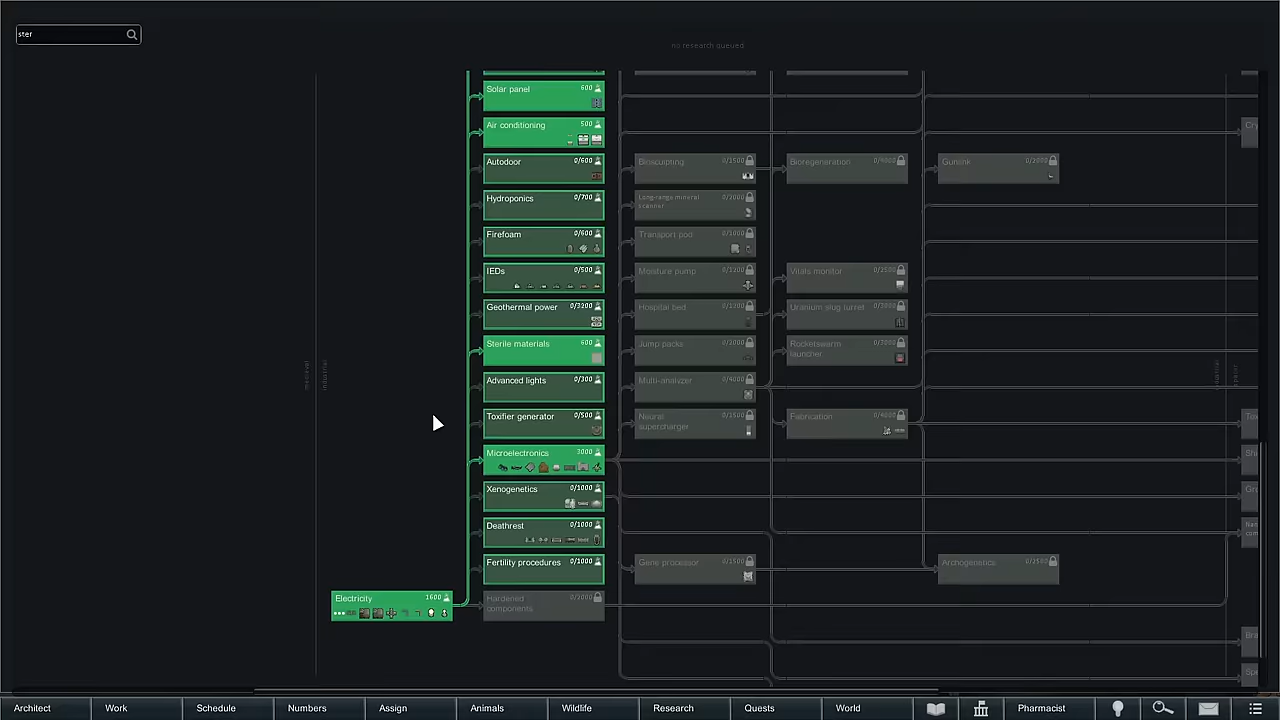 ster
no research queued
Solar panel 600
Air conditioning 500
Autodoor 0/600 Biosculpting 0/1500 Bioregeneration 0/4000 Gunlink 0/2000
Hydroponics 0/700 Long-range mineral scanner 0/2000
Firefoam 0/600 Transport pod 0/1000
IEDs 0/500 Moisture pump 0/1200 Vitals monitor 0/2500
Geothermal power 0/3200 Hospital bed 0/1200 Uranium slug turret 0/3000
Sterile materials 600 Jump packs 0/2000 Rocketswarm launcher 0/3000
medieval
industrial
Advanced lights 0/300 Multi-analyzer 0/4000
Toxifier generator 0/500 Neural supercharger 0/1500 Fabrication 0/4000
Microelectronics 3000
Xenogenetics 0/1000
Deathrest 0/1000
Fertility procedures 0/1000 Gene processor 0/1500 Archogenetics 0/2500
Electricity 1600 Hardened components 0/2000
Architect Work Schedule Numbers Assign Animals Wildlife Research Quests World Pharmacist